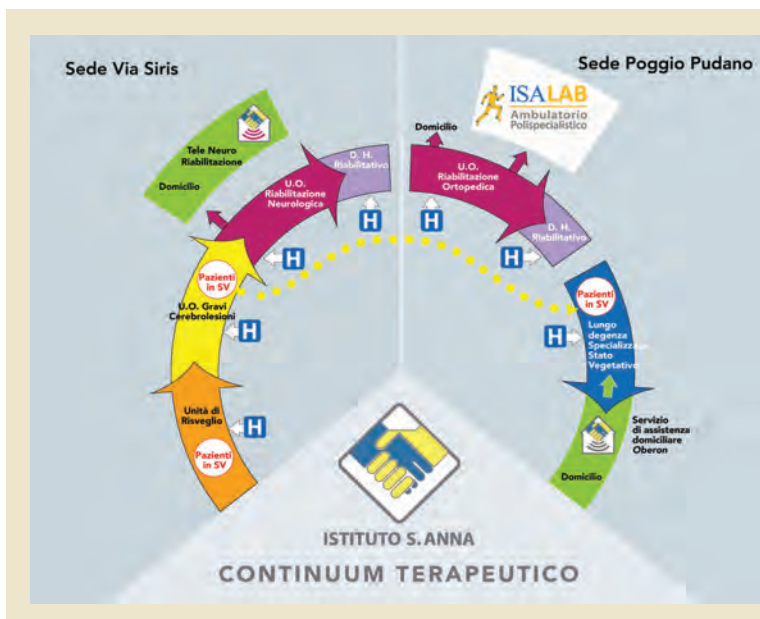 Sede Via Siris
Sede Poggio Pudano
ISALAB
Ambulatorio
Polispecialistico
Tele Neuro
Riabilitazione
Domicilio
D. H.
Riabilitativo
U.O.
Riabilitazione
Neurologica
H
H
Pazienti
in SV
U.O. Gravi
Cerebrolesioni
H
Unità di
Risveglio
H
Pazienti
in SV
Domicilio
U.O.
Riabilitazione
Ortopedica
H
D. H.
Riabilitativo
H
Pazienti
in SV
H
Lungo
degenza
Stato
Vegetativo
Servizio
di assistenza
domiciliare
Oberon
Domicilio
ISTITUTO S. ANNA
CONTINUUM TERAPEUTICO